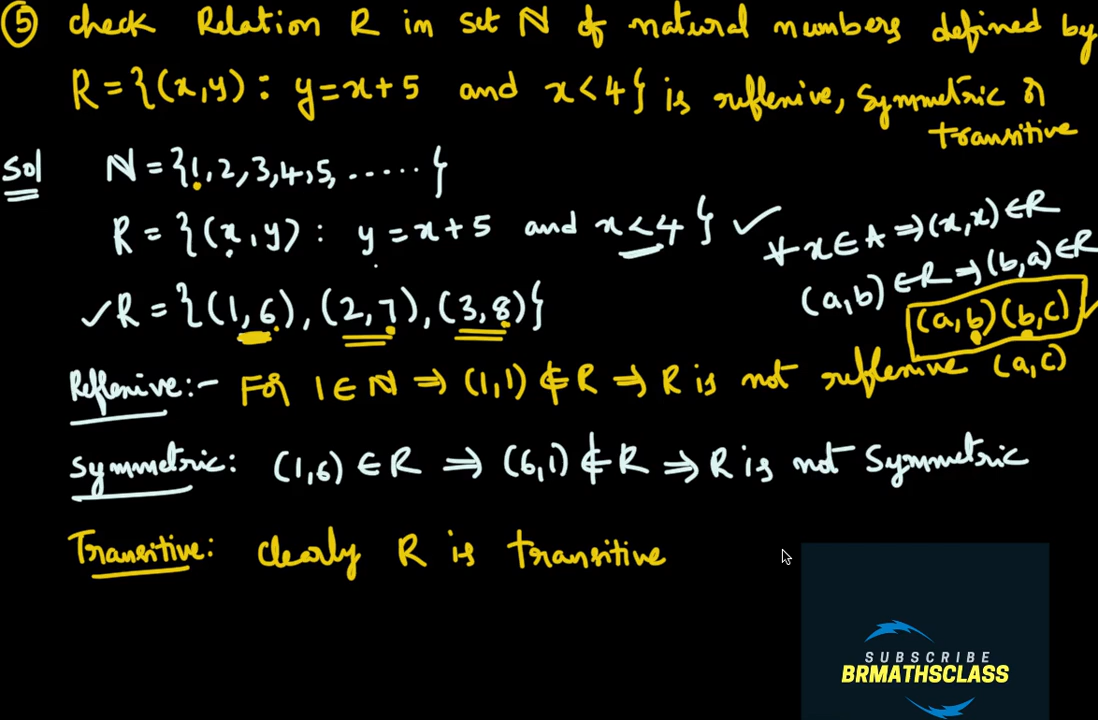 ⑤ check Relation R in set N of natural numbers defined by
R = {(x,y) : y = x+5 and x < 4} is reflexive, symmetric or
transitive
Sol N = {1, 2, 3, 4, 5, ......}
R = {(x,y) : y = x+5 and x < 4} ✓
∀ x ∈ A ⇒ (x,x) ∈ R
(a,b) ∈ R ⇒ (b,a) ∈ R
✓ R = {(1,6), (2,7), (3,8)}
(a,b) (b,c) ✓
(a,c)
Reflexive:- For 1 ∈ N ⇒ (1,1) ∉ R ⇒ R is not reflexive
Symmetric: (1,6) ∈ R ⇒ (6,1) ∉ R ⇒ R is not Symmetric
Transitive: clearly R is transitive
SUBSCRIBE
BRMATHSCLASS